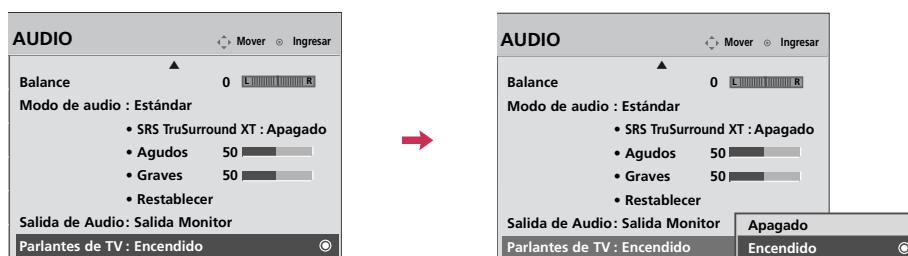 AUDIO Mover Ingresar
Balance 0 L R
Modo de audio : Estándar
• SRS TruSurround XT : Apagado
• Agudos 50
• Graves 50
• Restablecer
Salida de Audio: Salida Monitor
Parlantes de TV : Encendido
AUDIO Mover Ingresar
Balance 0 L R
Modo de audio : Estándar
• SRS TruSurround XT : Apagado
• Agudos 50
• Graves 50
• Restablecer
Salida de Audio: Salida Monitor
Parlantes de TV : Encendido
Apagado
Encendido